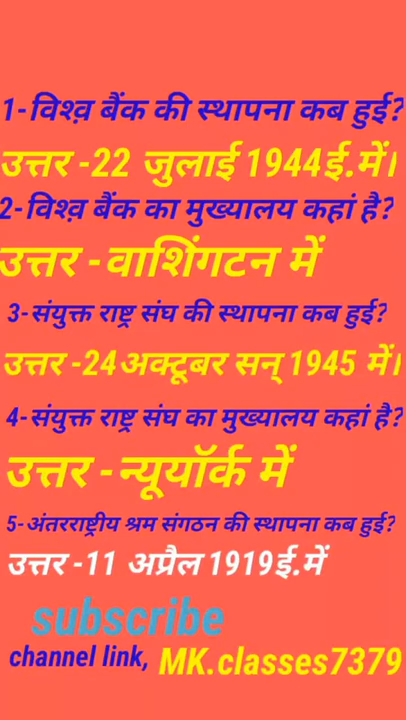 1-विश्व़ बैंक की स्थापना कब हुई?
उत्तर -22 जुलाई 1944ई.में।
2-विश्व़ बैंक का मुख्यालय कहां है?
उत्तर -वाशिंगटन में
3-संयुक्त राष्ट्र संघ की स्थापना कब हुई?
उत्तर -24अक्टूबर सन् 1945 में।
4-संयुक्त राष्ट्र संघ का मुख्यालय कहां है?
उत्तर -न्यूयॉर्क में
5-अंतरराष्ट्रीय श्रम संगठन की स्थापना कब हुई?
उत्तर -11 अप्रैल 1919ई.में
subscribe
channel link, MK.classes7379